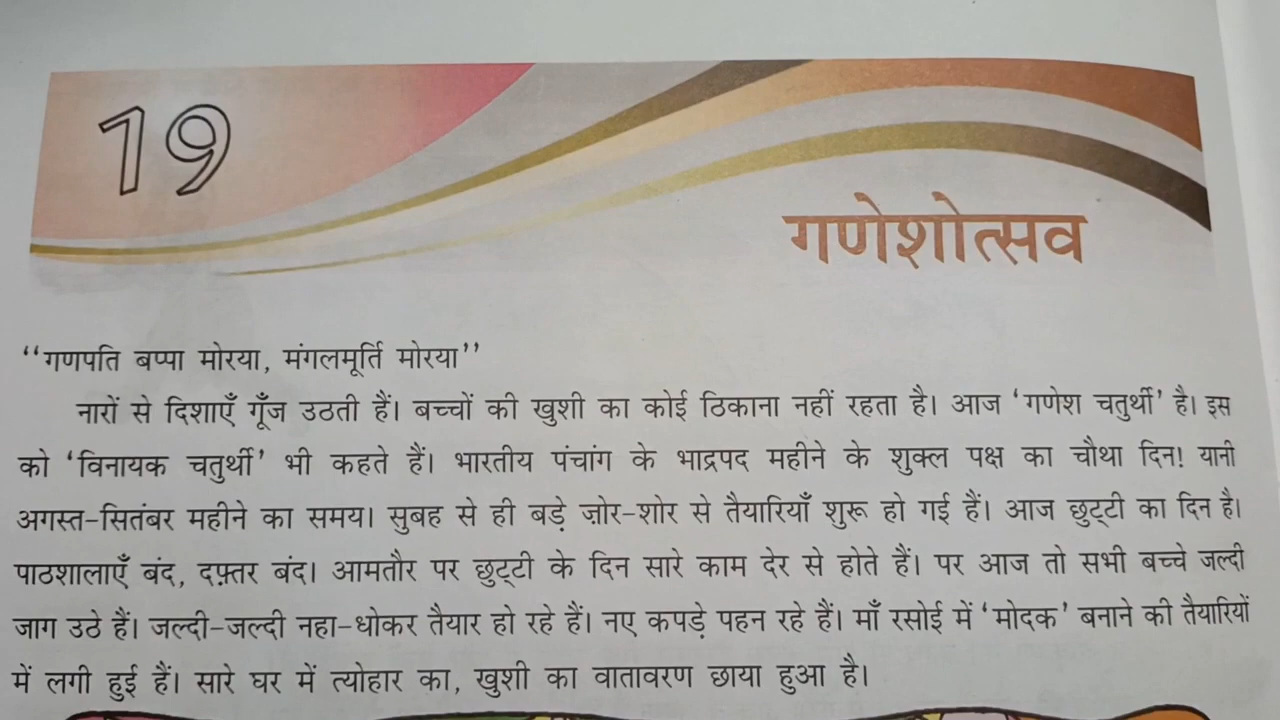 19
गणेशोत्सव
‘‘गणपति बप्पा मोरया, मंगलमूर्ति मोरया’’
नारों से दिशाएँ गूँज उठती हैं। बच्चों की खुशी का कोई ठिकाना नहीं रहता है। आज ‘गणेश चतुर्थी’ है। इस
को ‘विनायक चतुर्थी’ भी कहते हैं। भारतीय पंचांग के भाद्रपद महीने के शुक्ल पक्ष का चौथा दिन! यानी
अगस्त-सितंबर महीने का समय। सुबह से ही बड़े ज़ोर-शोर से तैयारियाँ शुरू हो गई हैं। आज छुट्टी का दिन है।
पाठशालाएँ बंद, दफ़्तर बंद। आमतौर पर छुट्टी के दिन सारे काम देर से होते हैं। पर आज तो सभी बच्चे जल्दी
जाग उठे हैं। जल्दी-जल्दी नहा-धोकर तैयार हो रहे हैं। नए कपड़े पहन रहे हैं। माँ रसोई में ‘मोदक’ बनाने की तैयारियों
में लगी हुई हैं। सारे घर में त्योहार का, खुशी का वातावरण छाया हुआ है।